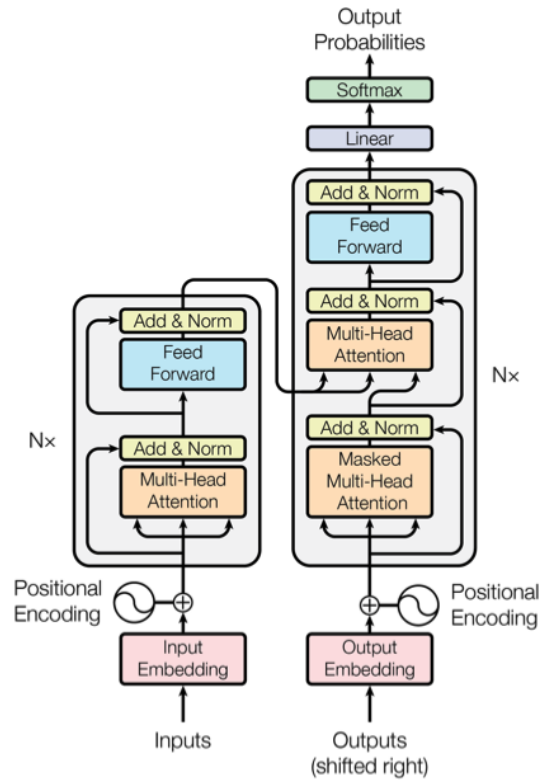 Output
Probabilities
Softmax
Linear
Add & Norm
Feed
Forward
Add & Norm
Multi-Head
Attention
Add & Norm
Masked
Multi-Head
Attention
N×
Add & Norm
Feed
Forward
Add & Norm
Multi-Head
Attention
N×
Positional
Encoding
Positional
Encoding
Input
Embedding
Output
Embedding
Inputs
Outputs
(shifted right)